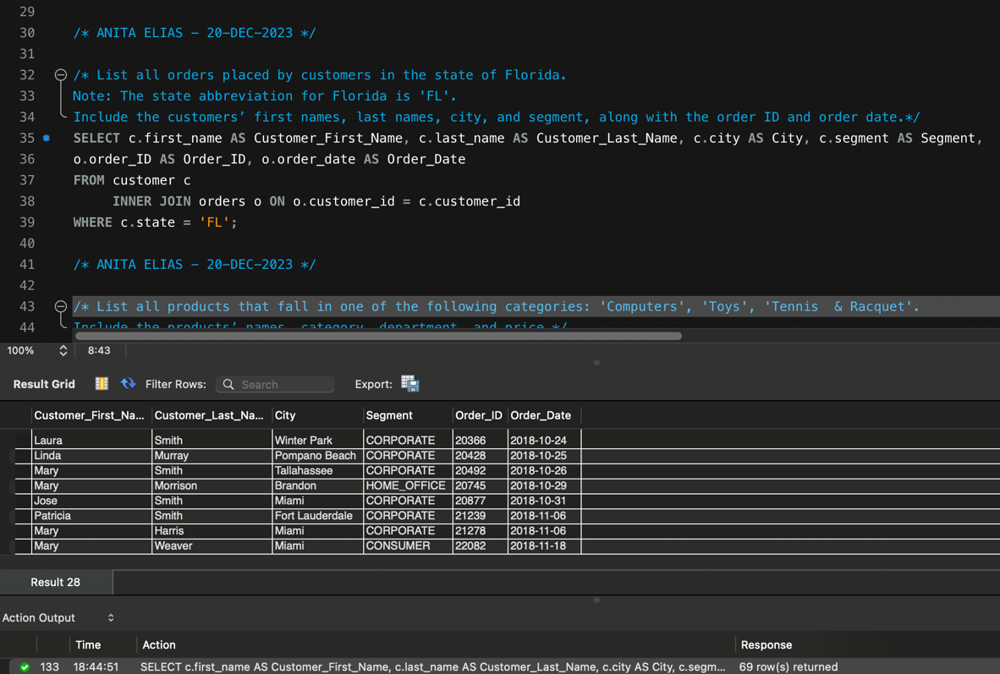 29
30 /* ANITA ELIAS - 20-DEC-2023 */
31
32 /* List all orders placed by customers in the state of Florida.
33 Note: The state abbreviation for Florida is 'FL'.
34 Include the customers’ first names, last names, city, and segment, along with the order ID and order date.*/
35 SELECT c.first_name AS Customer_First_Name, c.last_name AS Customer_Last_Name, c.city AS City, c.segment AS Segment,
36 o.order_ID AS Order_ID, o.order_date AS Order_Date
37 FROM customer c
38 INNER JOIN orders o ON o.customer_id = c.customer_id
39 WHERE c.state = 'FL';
40
41 /* ANITA ELIAS - 20-DEC-2023 */
42
43 /* List all products that fall in one of the following categories: 'Computers', 'Toys', 'Tennis  & Racquet'.
44 Include the products’ names, category, department, and price.*/
100% 8:43
Result Grid Filter Rows: Search Export:
Customer_First_Na... Customer_Last_Na... City Segment Order_ID Order_Date
Laura Smith Winter Park CORPORATE 20366 2018-10-24
Linda Murray Pompano Beach CORPORATE 20428 2018-10-25
Mary Smith Tallahassee CORPORATE 20492 2018-10-26
Mary Morrison Brandon HOME_OFFICE 20745 2018-10-29
Jose Smith Miami CORPORATE 20877 2018-10-31
Patricia Smith Fort Lauderdale CORPORATE 21239 2018-11-06
Mary Harris Miami CORPORATE 21278 2018-11-06
Mary Weaver Miami CONSUMER 22082 2018-11-18
Result 28
Action Output
Time Action Response
133 18:44:51 SELECT c.first_name AS Customer_First_Name, c.last_name AS Customer_Last_Name, c.city AS City, c.segm... 69 row(s) returned